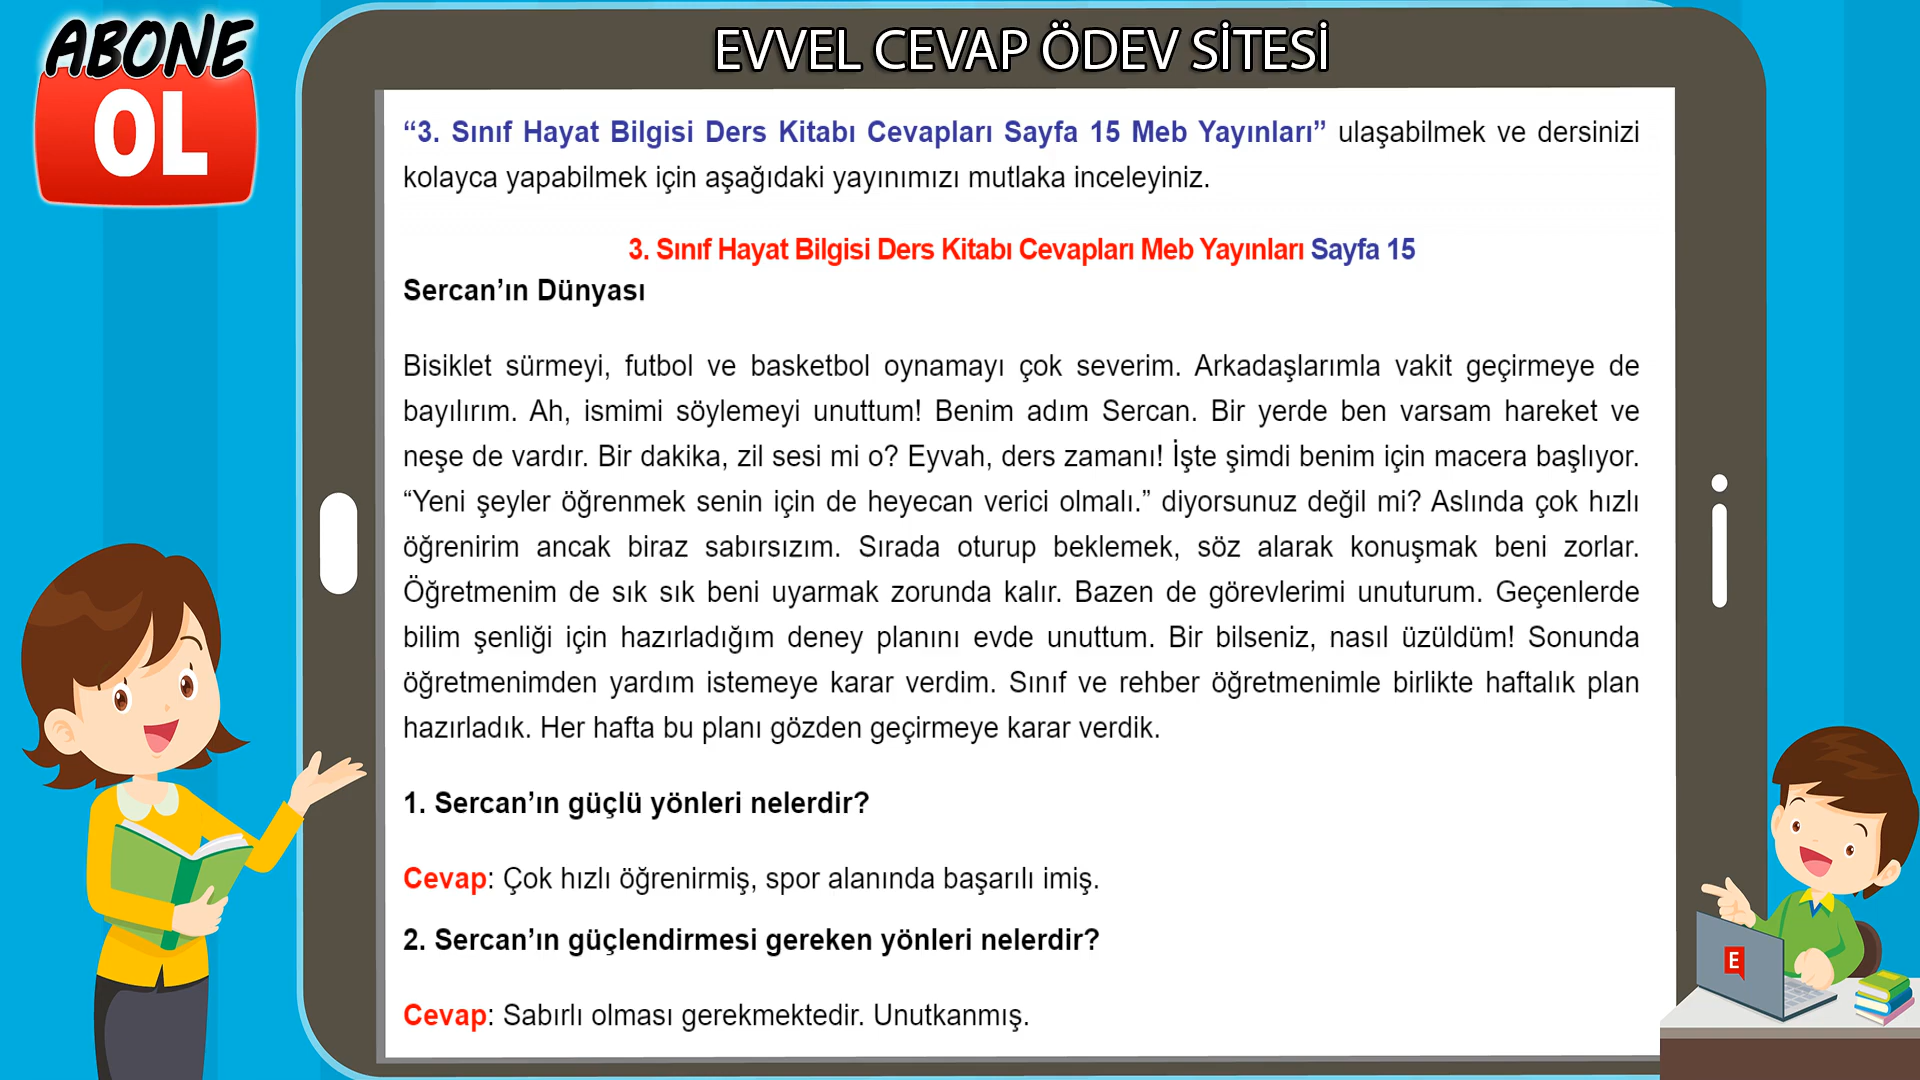 ABONE
OL
EVVEL CEVAP ÖDEV SİTESİ
“3. Sınıf Hayat Bilgisi Ders Kitabı Cevapları Sayfa 15 Meb Yayınları” ulaşabilmek ve dersinizi
kolayca yapabilmek için aşağıdaki yayınımızı mutlaka inceleyiniz.
3. Sınıf Hayat Bilgisi Ders Kitabı Cevapları Meb Yayınları Sayfa 15
Sercan’ın Dünyası
Bisiklet sürmeyi, futbol ve basketbol oynamayı çok severim. Arkadaşlarımla vakit geçirmeye de
bayılırım. Ah, ismimi söylemeyi unuttum! Benim adım Sercan. Bir yerde ben varsam hareket ve
neşe de vardır. Bir dakika, zil sesi mi o? Eyvah, ders zamanı! İşte şimdi benim için macera başlıyor.
“Yeni şeyler öğrenmek senin için de heyecan verici olmalı.” diyorsunuz değil mi? Aslında çok hızlı
öğrenirim ancak biraz sabırsızım. Sırada oturup beklemek, söz alarak konuşmak beni zorlar.
Öğretmenim de sık sık beni uyarmak zorunda kalır. Bazen de görevlerimi unuturum. Geçenlerde
bilim şenliği için hazırladığım deney planını evde unuttum. Bir bilseniz, nasıl üzüldüm! Sonunda
öğretmenimden yardım istemeye karar verdim. Sınıf ve rehber öğretmenimle birlikte haftalık plan
hazırladık. Her hafta bu planı gözden geçirmeye karar verdik.
1. Sercan’ın güçlü yönleri nelerdir?
Cevap: Çok hızlı öğrenirmiş, spor alanında başarılı imiş.
2. Sercan’ın güçlendirmesi gereken yönleri nelerdir?
Cevap: Sabırlı olması gerekmektedir. Unutkanmış.
E